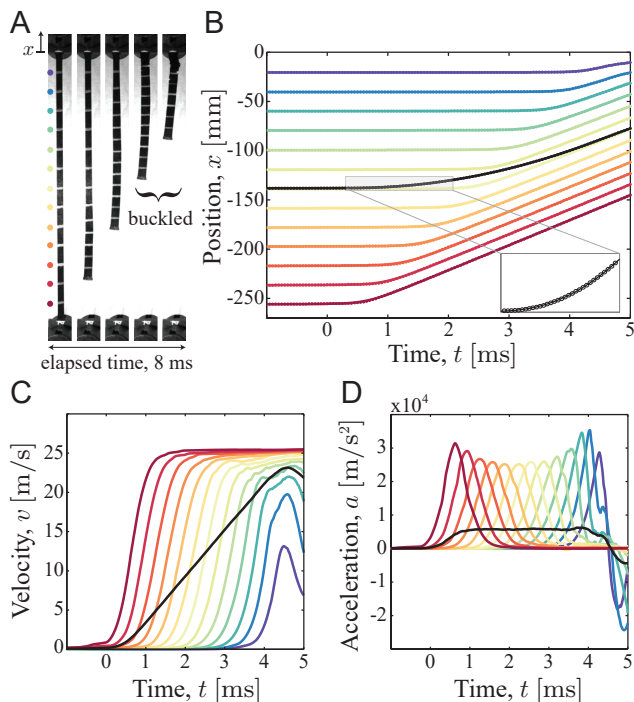 A
x
buckled
elapsed time, 8 ms
B
Position, x [mm]
0
-50
-100
-150
-200
-250
0
1
2
3
4
5
Time, t [ms]
C
Velocity, v [m/s]
25
20
15
10
5
0
0
1
2
3
4
5
Time, t [ms]
D
x10⁴
Acceleration, a [m/s²]
3
2
1
0
-1
-2
0
1
2
3
4
5
Time, t [ms]